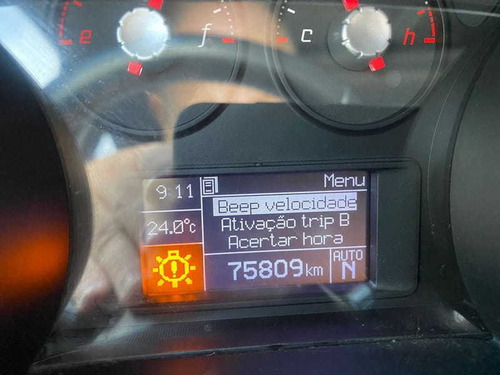 e f c h
9:11 Menu
Beep velocidade
24.0°c Ativação trip B
Acertar hora
75809 km AUTO
N